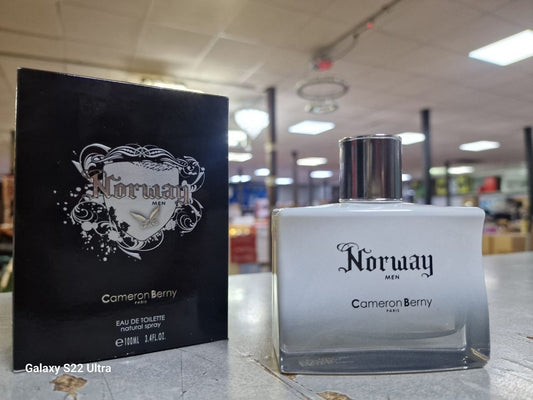 Norway
MEN
Cameron Berny
PARIS
EAU DE TOILETTE
natural spray
℮100ML 3.4FL.OZ.
Norway
MEN
Cameron Berny
PARIS
Galaxy S22 Ultra